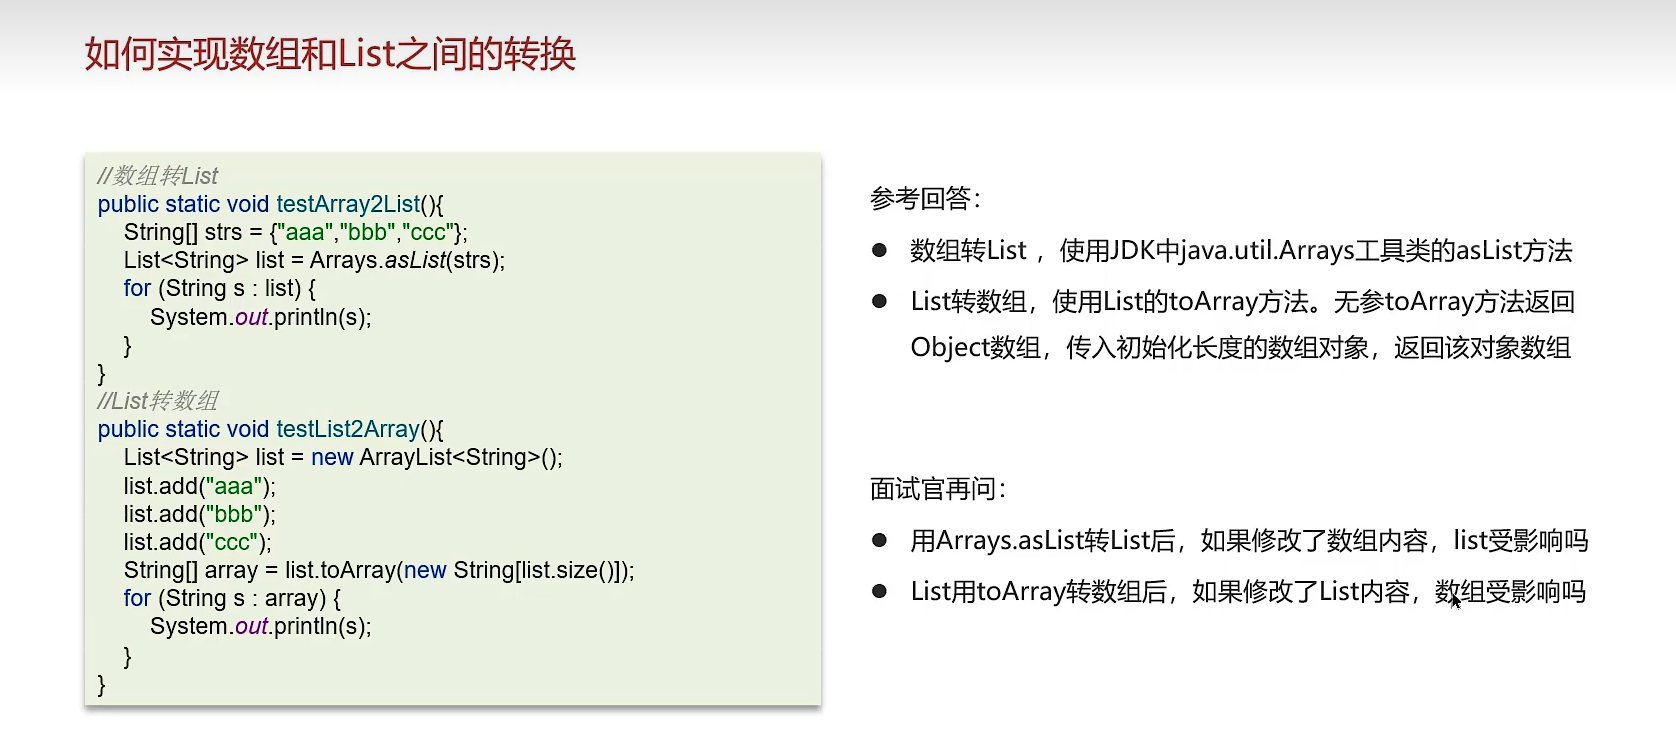 如何实现数组和List之间的转换
//数组转List
public static void testArray2List(){
String[] strs = {"aaa","bbb","ccc"};
List<String> list = Arrays.asList(strs);
for (String s : list) {
System.out.println(s);
}
}
//List转数组
public static void testList2Array(){
List<String> list = new ArrayList<String>();
list.add("aaa");
list.add("bbb");
list.add("ccc");
String[] array = list.toArray(new String[list.size()]);
for (String s : array) {
System.out.println(s);
}
}
参考回答：
● 数组转List ，使用JDK中java.util.Arrays工具类的asList方法
● List转数组，使用List的toArray方法。无参toArray方法返回
Object数组，传入初始化长度的数组对象，返回该对象数组
面试官再问：
● 用Arrays.asList转List后，如果修改了数组内容，list受影响吗
● List用toArray转数组后，如果修改了List内容，数组受影响吗